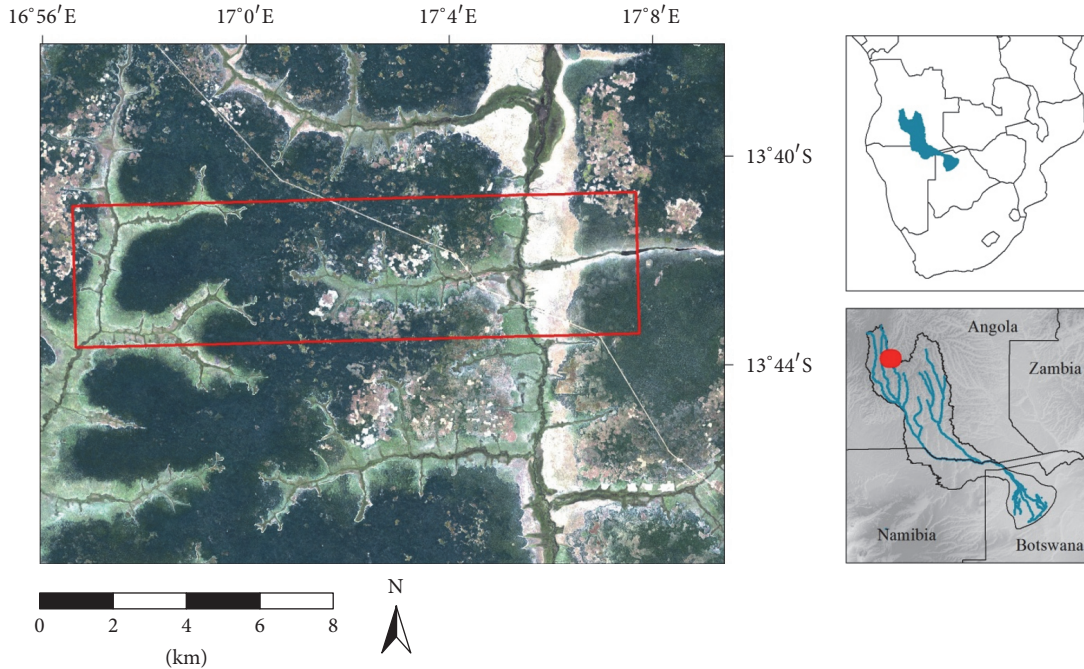 16°56′E 17°0′E 17°4′E 17°8′E
13°40′S
13°44′S
Angola
Zambia
Namibia
Botswana
N
0 2 4 6 8
(km)